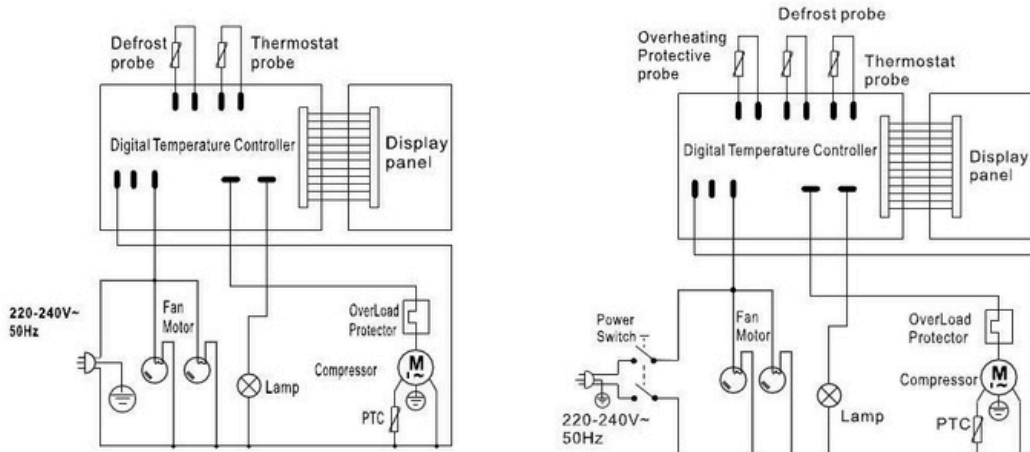 Defrost
probe
Thermostat
probe
Digital Temperature Controller
Display
panel
220-240V~
50Hz
Fan
Motor
OverLoad
Protector
Compressor
M
1~
Lamp
PTC
Defrost probe
Overheating
Protective
probe
Thermostat
probe
Digital Temperature Controller
Display
panel
Power
Switch
Fan
Motor
OverLoad
Protector
Compressor
M
1~
220-240V~
50Hz
Lamp
PTC